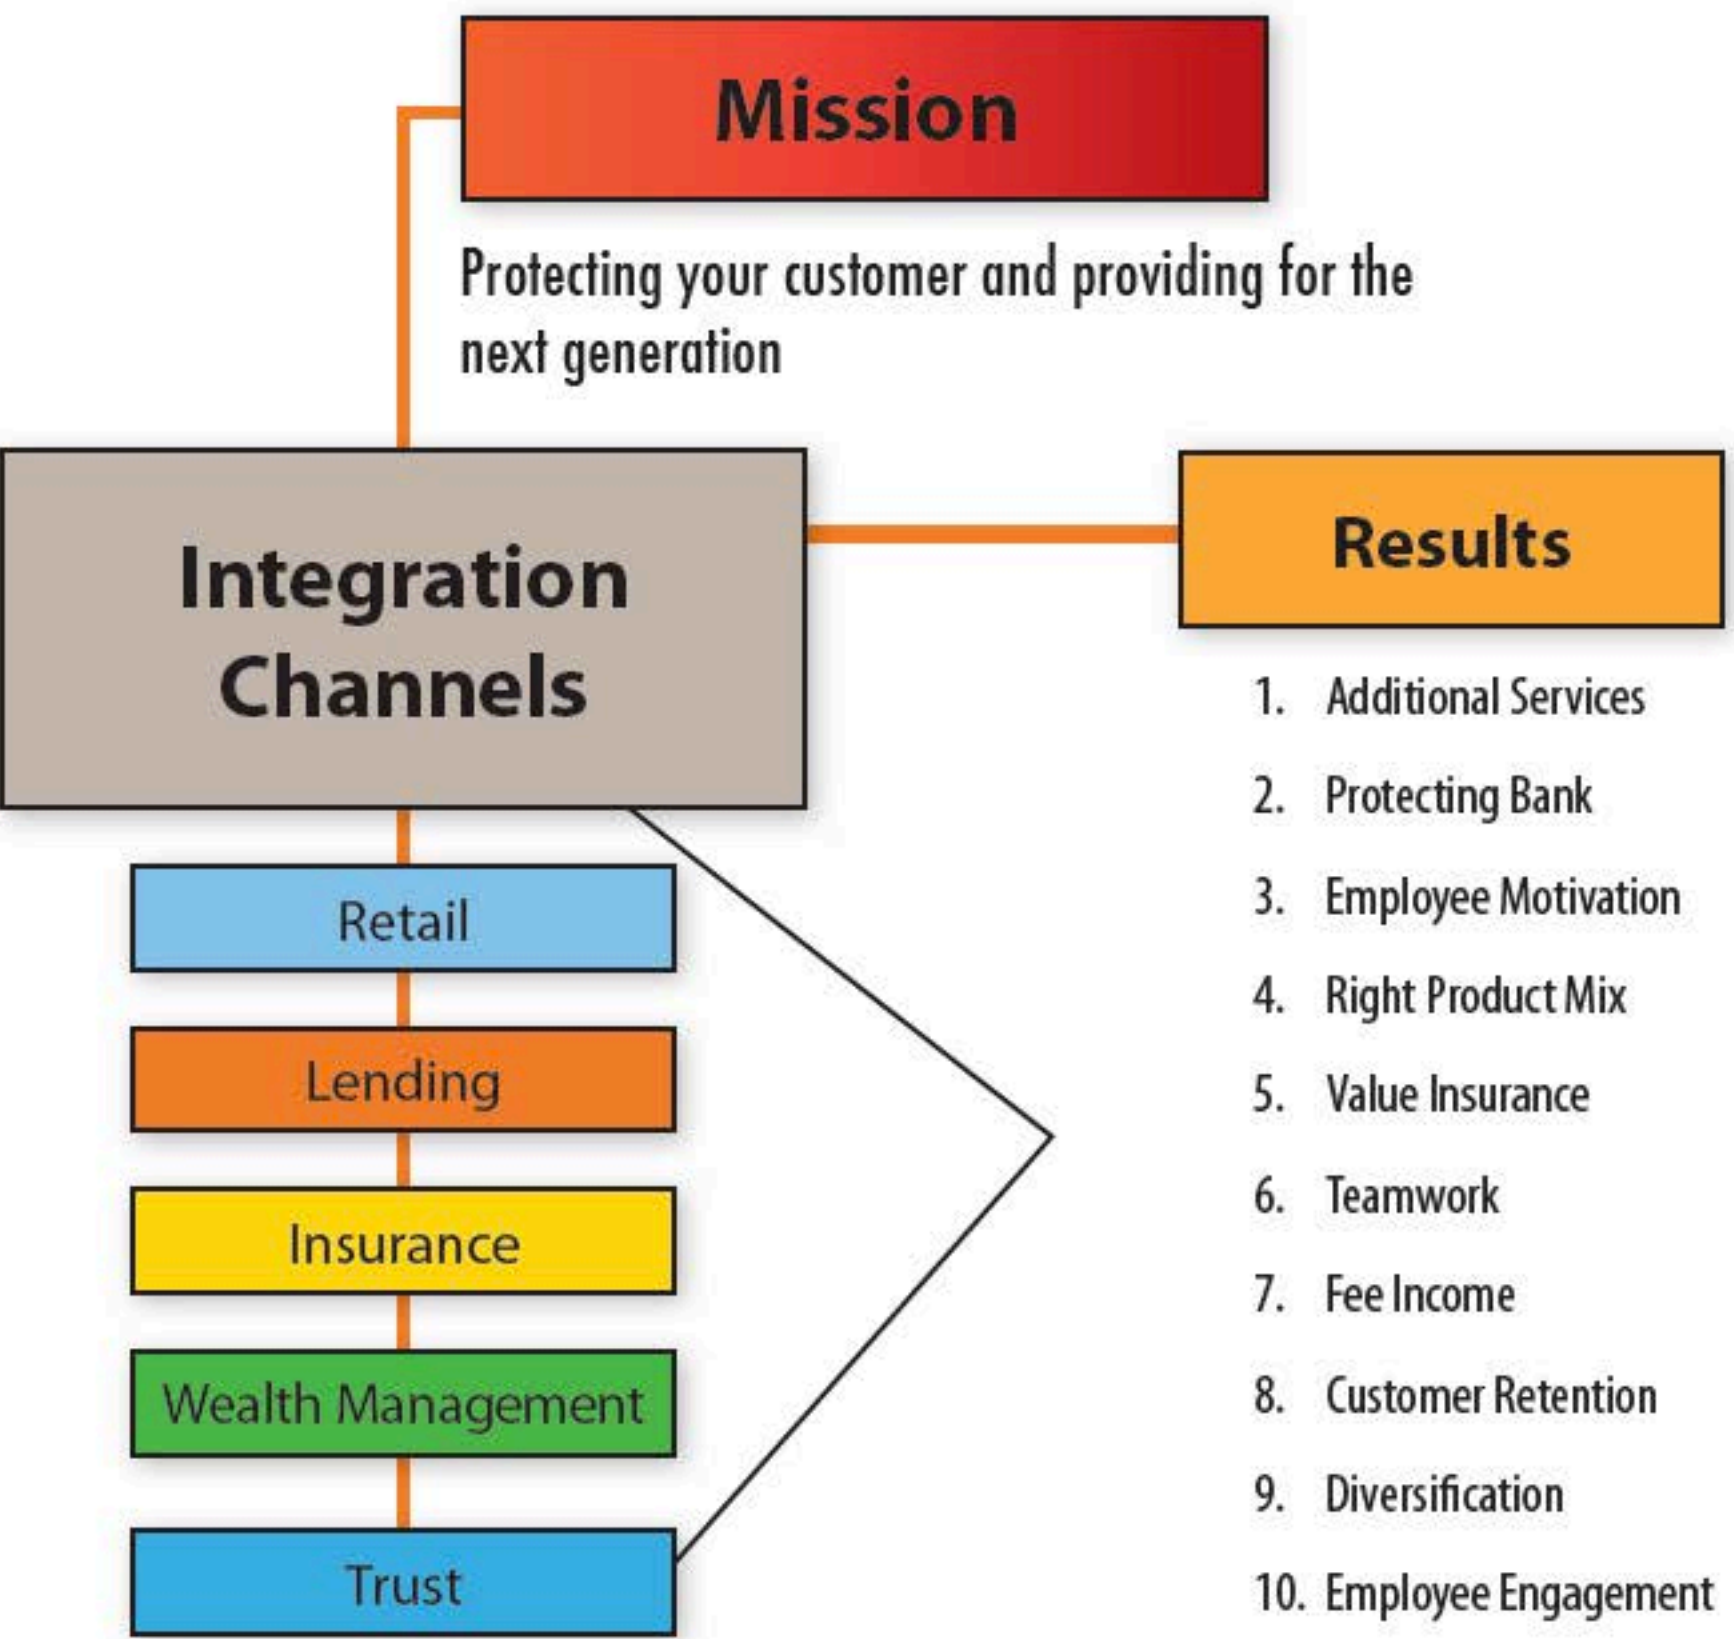 Mission
Protecting your customer and providing for the
next generation
Integration
Channels
Retail
Lending
Insurance
Wealth Management
Trust
Results
1. Additional Services
2. Protecting Bank
3. Employee Motivation
4. Right Product Mix
5. Value Insurance
6. Teamwork
7. Fee Income
8. Customer Retention
9. Diversification
10. Employee Engagement